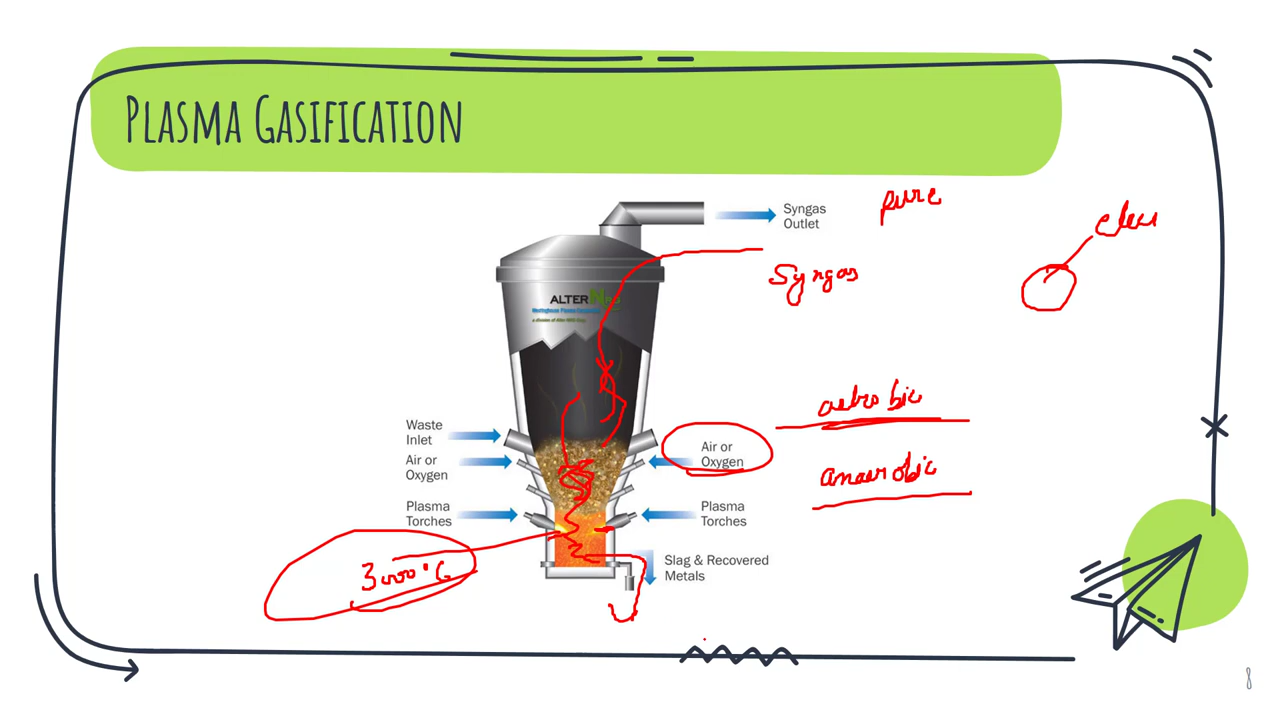 PLASMA GASIFICATION
Syngas
Outlet
pure
elec
Syngas
ALTER
Waste
Inlet
Air or
Oxygen
Plasma
Torches
aerobic
Air or
Oxygen
anaerobic
Plasma
Torches
3000°C
Slag & Recovered
Metals
8